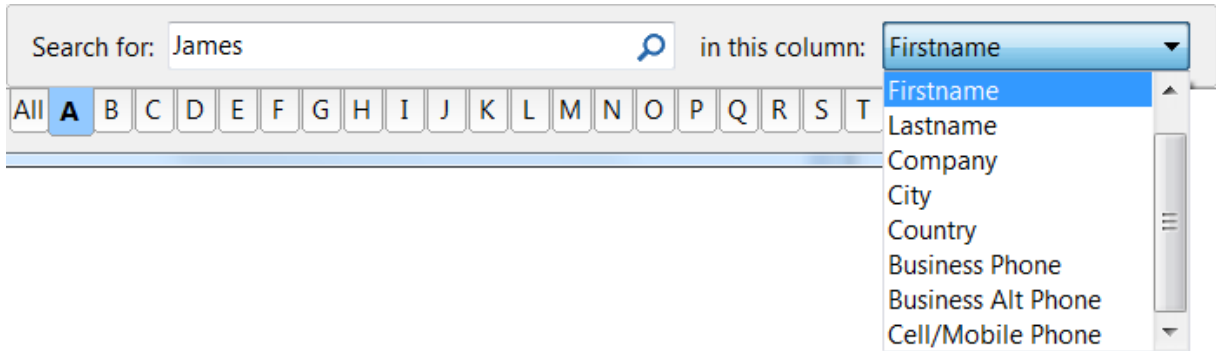 Search for: James in this column: Firstname
All A B C D E F G H I J K L M N O P Q R S T
Firstname
Lastname
Company
City
Country
Business Phone
Business Alt Phone
Cell/Mobile Phone